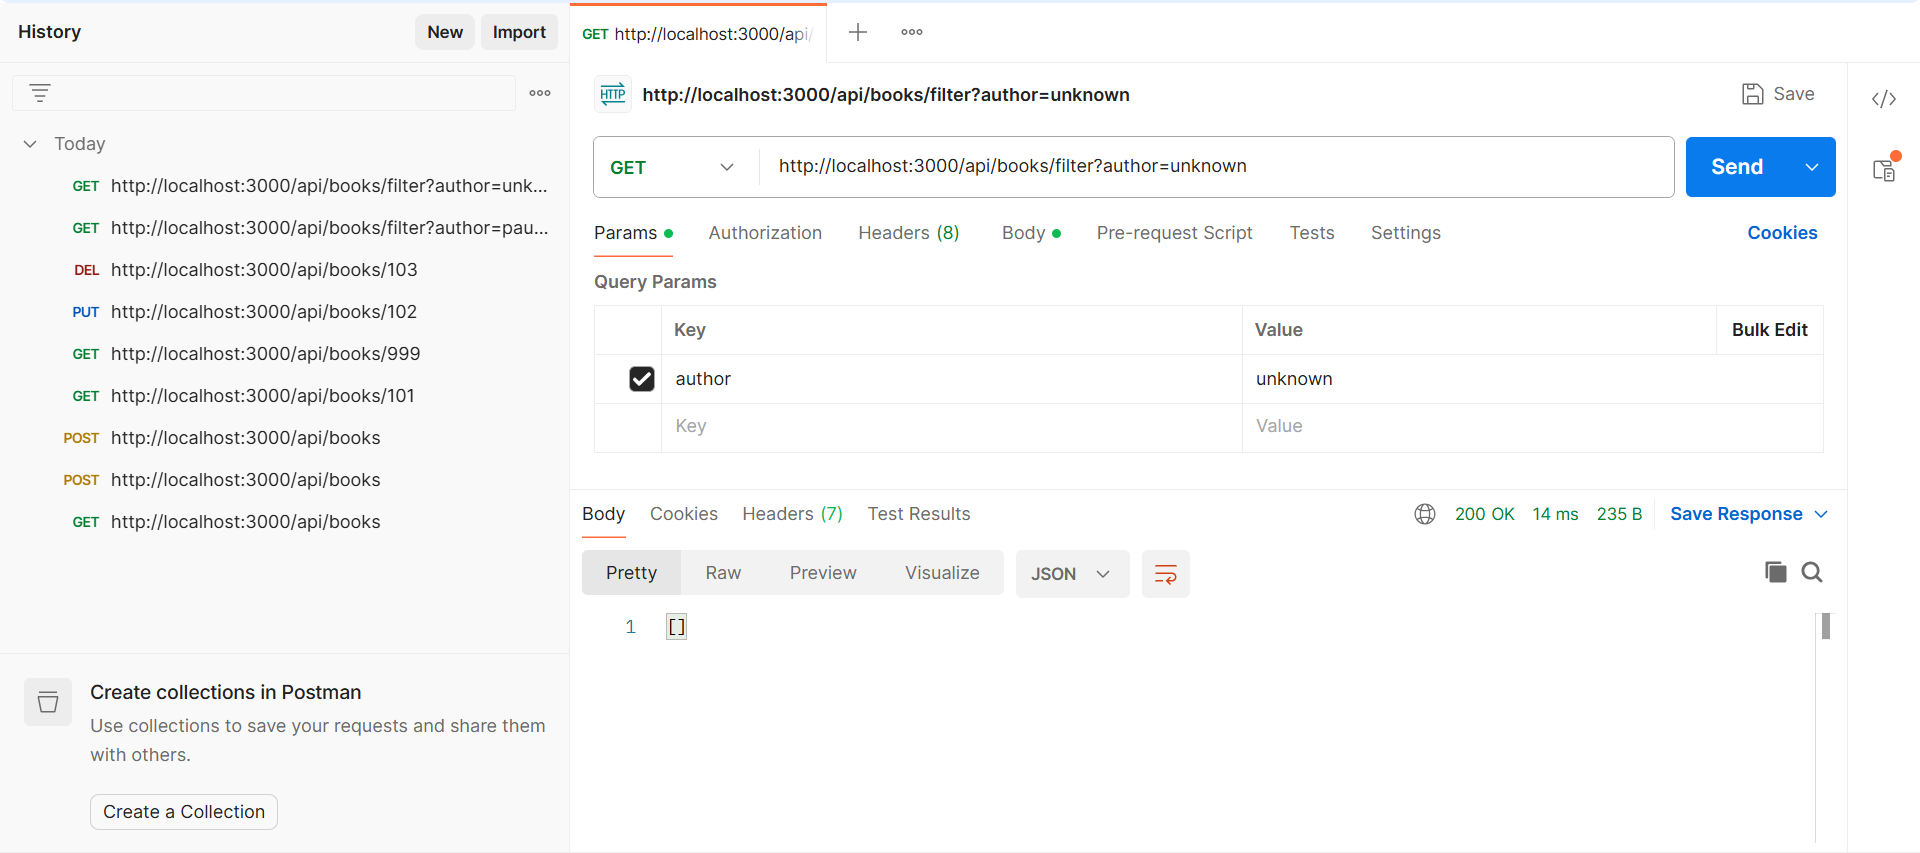 History
New
Import
Today
GET http://localhost:3000/api/books/filter?author=unk...
GET http://localhost:3000/api/books/filter?author=pau...
DEL http://localhost:3000/api/books/103
PUT http://localhost:3000/api/books/102
GET http://localhost:3000/api/books/999
GET http://localhost:3000/api/books/101
POST http://localhost:3000/api/books
POST http://localhost:3000/api/books
GET http://localhost:3000/api/books
Create collections in Postman
Use collections to save your requests and share them
with others.
Create a Collection
GET http://localhost:3000/api/
HTTP http://localhost:3000/api/books/filter?author=unknown
Save
GET http://localhost:3000/api/books/filter?author=unknown
Send
Params Authorization Headers (8) Body Pre-request Script Tests Settings Cookies
Query Params
Key Value Bulk Edit
author unknown
Key Value
Body Cookies Headers (7) Test Results 200 OK 14 ms 235 B Save Response
Pretty Raw Preview Visualize JSON
1 []